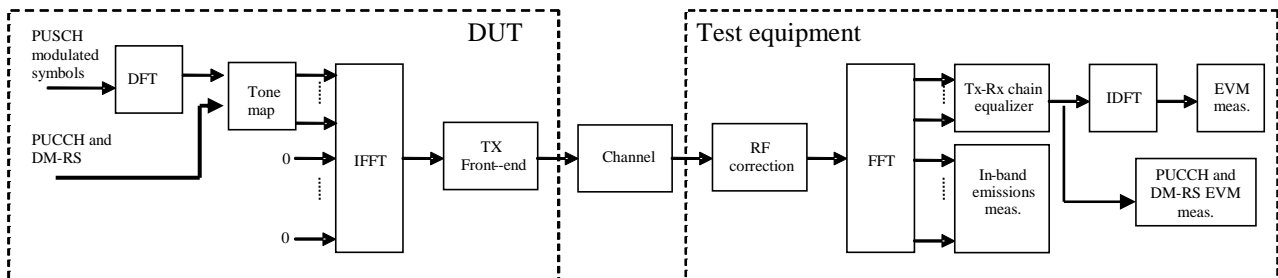 DUT
Test equipment
PUSCH
modulated
symbols
DFT
Tone
map
PUCCH and
DM-RS
0
0
IFFT
TX
Front--end
Channel
RF
correction
FFT
Tx-Rx chain
equalizer
IDFT
EVM
meas.
In-band
emissions
meas.
PUCCH and
DM-RS EVM
meas.